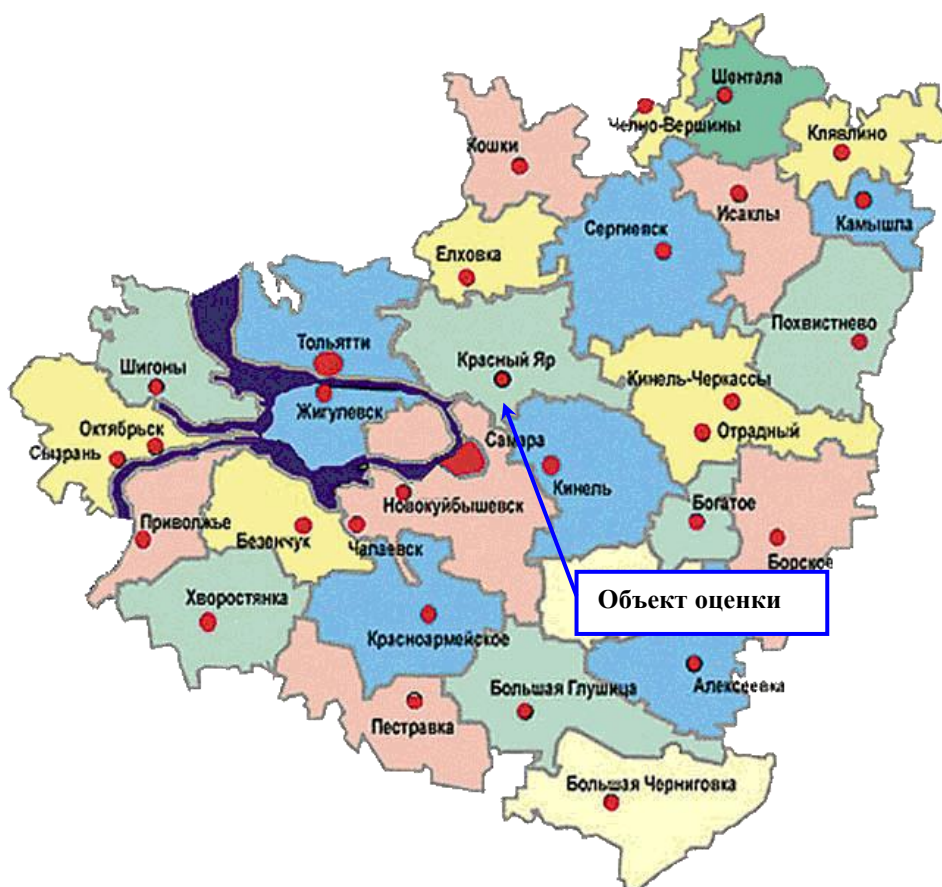 Шентала
Челно-Вершины
Клявлино
Кошки
Исаклы
Камышла
Сергиевск
Елховка
Похвистнево
Тольятти
Красный Яр
Шигоны
Кинель-Черкассы
Жигулевск
Октябрьск
Отрадный
Самара
Сызрань
Кинель
Богатое
Новокуйбышевск
Приволжье
Безенчук
Чапаевск
Борское
Хворостянка
Объект оценки
Красноармейское
Алексеевка
Большая Глушица
Пестравка
Большая Черниговка